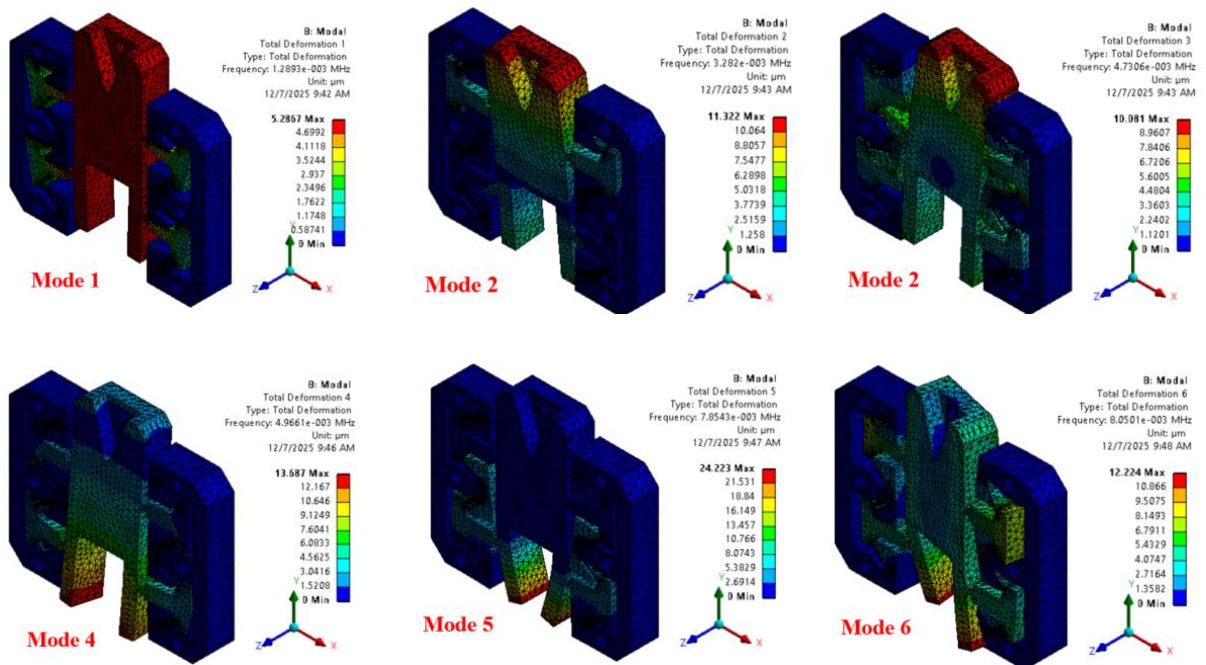 B: Modal
Total Deformation 1
Type: Total Deformation
Frequency: 1.2893e-003 MHz
Unit: µm
12/7/2025 9:42 AM
5.2867 Max
4.6992
4.1118
3.5244
2.937
2.3496
1.7622
1.1748
0.58741
0 Min
Y
Z
X
Mode 1
B: Modal
Total Deformation 2
Type: Total Deformation
Frequency: 3.282e-003 MHz
Unit: µm
12/7/2025 9:43 AM
11.322 Max
10.064
8.8057
7.5477
6.2898
5.0318
3.7739
2.5159
1.258
0 Min
Y
Z
X
Mode 2
B: Modal
Total Deformation 3
Type: Total Deformation
Frequency: 4.7306e-003 MHz
Unit: µm
12/7/2025 9:43 AM
10.081 Max
8.9607
7.8406
6.7206
5.6005
4.4804
3.3603
2.2402
1.1201
0 Min
Y
Z
X
Mode 2
B: Modal
Total Deformation 4
Type: Total Deformation
Frequency: 4.9661e-003 MHz
Unit: µm
12/7/2025 9:46 AM
13.687 Max
12.167
10.646
9.1249
7.6041
6.0833
4.5625
3.0416
1.5208
0 Min
Y
Z
X
Mode 4
B: Modal
Total Deformation 5
Type: Total Deformation
Frequency: 7.8543e-003 MHz
Unit: µm
12/7/2025 9:47 AM
24.223 Max
21.531
18.84
16.149
13.457
10.766
8.0743
5.3829
2.6914
0 Min
Y
Z
X
Mode 5
B: Modal
Total Deformation 6
Type: Total Deformation
Frequency: 8.0501e-003 MHz
Unit: µm
12/7/2025 9:48 AM
12.224 Max
10.866
9.5075
8.1493
6.7911
5.4329
4.0747
2.7164
1.3582
0 Min
Y
Z
X
Mode 6